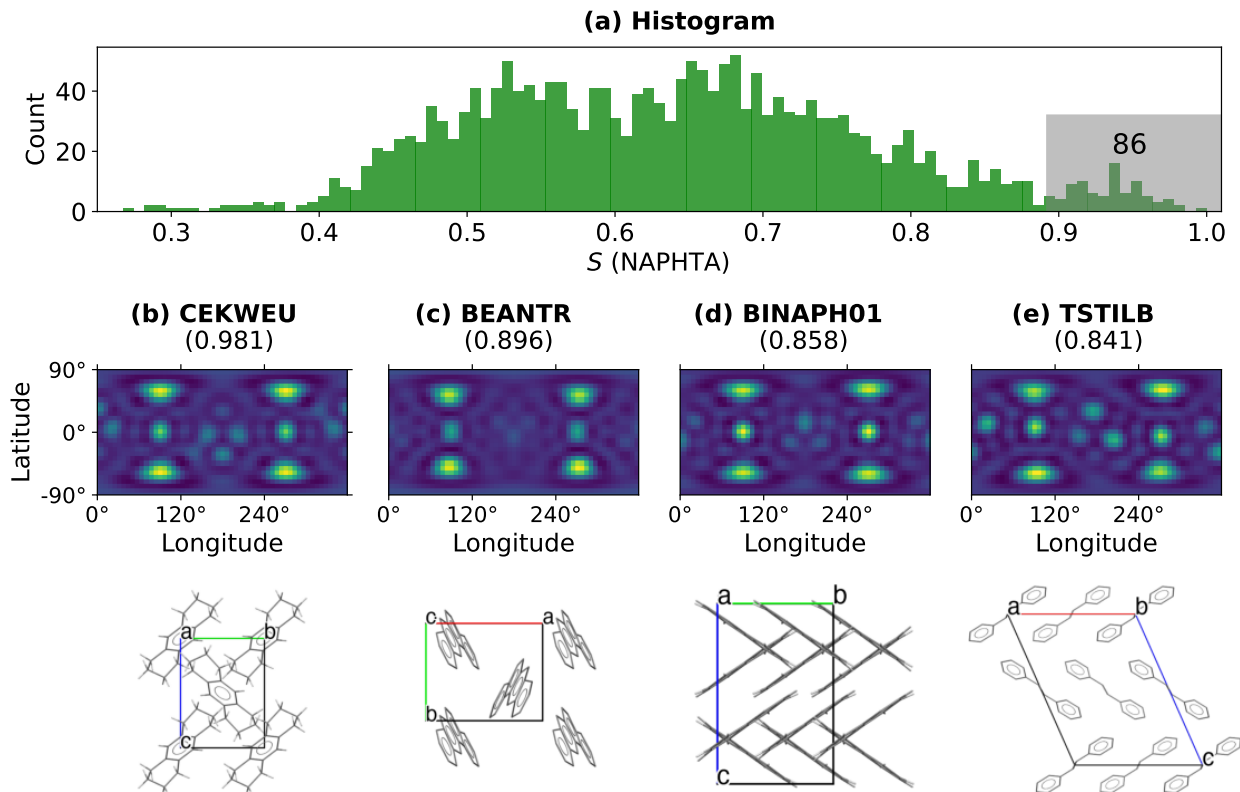 (a) Histogram
Count
40
20
0
86
0.3 0.4 0.5 0.6 0.7 0.8 0.9 1.0
S (NAPHTA)
(b) CEKWEU
(0.981)
(c) BEANTR
(0.896)
(d) BINAPH01
(0.858)
(e) TSTILB
(0.841)
Latitude
90°
0°
-90°
0° 120° 240°
Longitude
0° 120° 240°
Longitude
0° 120° 240°
Longitude
0° 120° 240°
Longitude
a b
c
c a
b
a b
c
a b
c